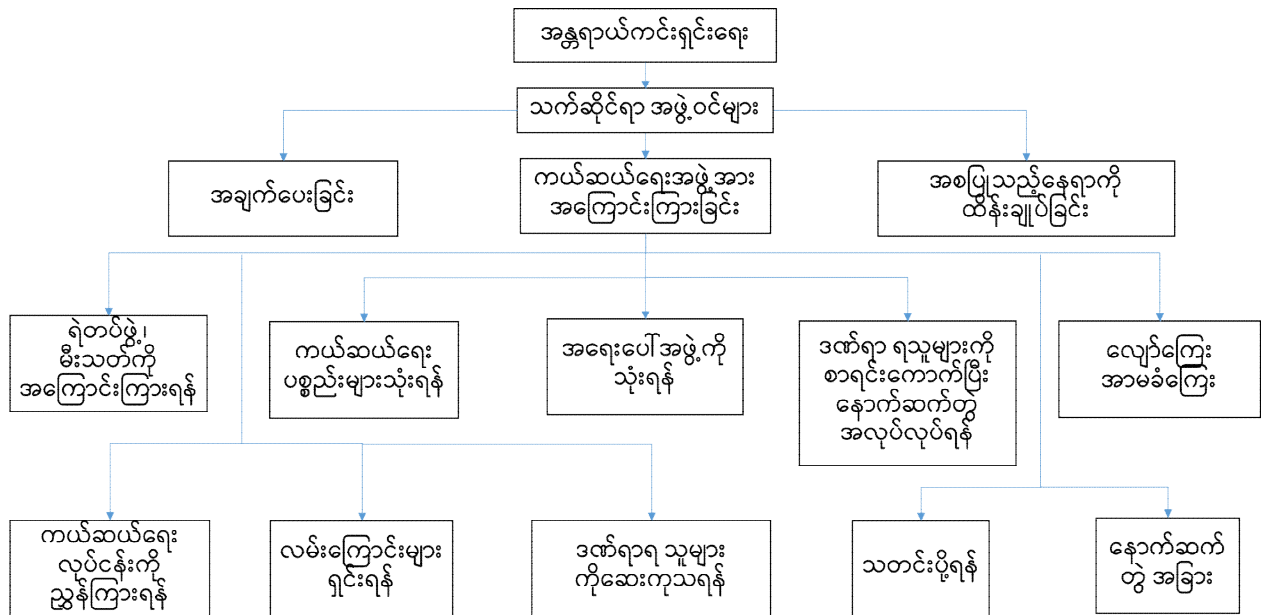 အန္တရာယ်ကင်းရှင်းရေး
သက်ဆိုင်ရာ အဖွဲ့ဝင်များ
အချက်ပေးခြင်း
ကယ်ဆယ်ရေးအဖွဲ့အား
အကြောင်းကြားခြင်း
အစပြုသည့်နေရာကို
ထိန်းချုပ်ခြင်း
ရဲတပ်ဖွဲ့၊
မီးသတ်ကို
အကြောင်းကြားရန်
ကယ်ဆယ်ရေး
ပစ္စည်းများသုံးရန်
အရေးပေါ် အဖွဲ့ကို
သုံးရန်
ဒဏ်ရာ ရသူများကို
စာရင်းကောက်ပြီး
နောက်ဆက်တွဲ
အလုပ်လုပ်ရန်
လျော်ကြေး
အာမခံကြေး
ကယ်ဆယ်ရေး
လုပ်ငန်းကို
ညွှန်ကြားရန်
လမ်းကြောင်းများ
ရှင်းရန်
ဒဏ်ရာရ သူများ
ကိုဆေးကုသရန်
သတင်းပို့ရန်
နောက်ဆက်
တွဲ အခြား